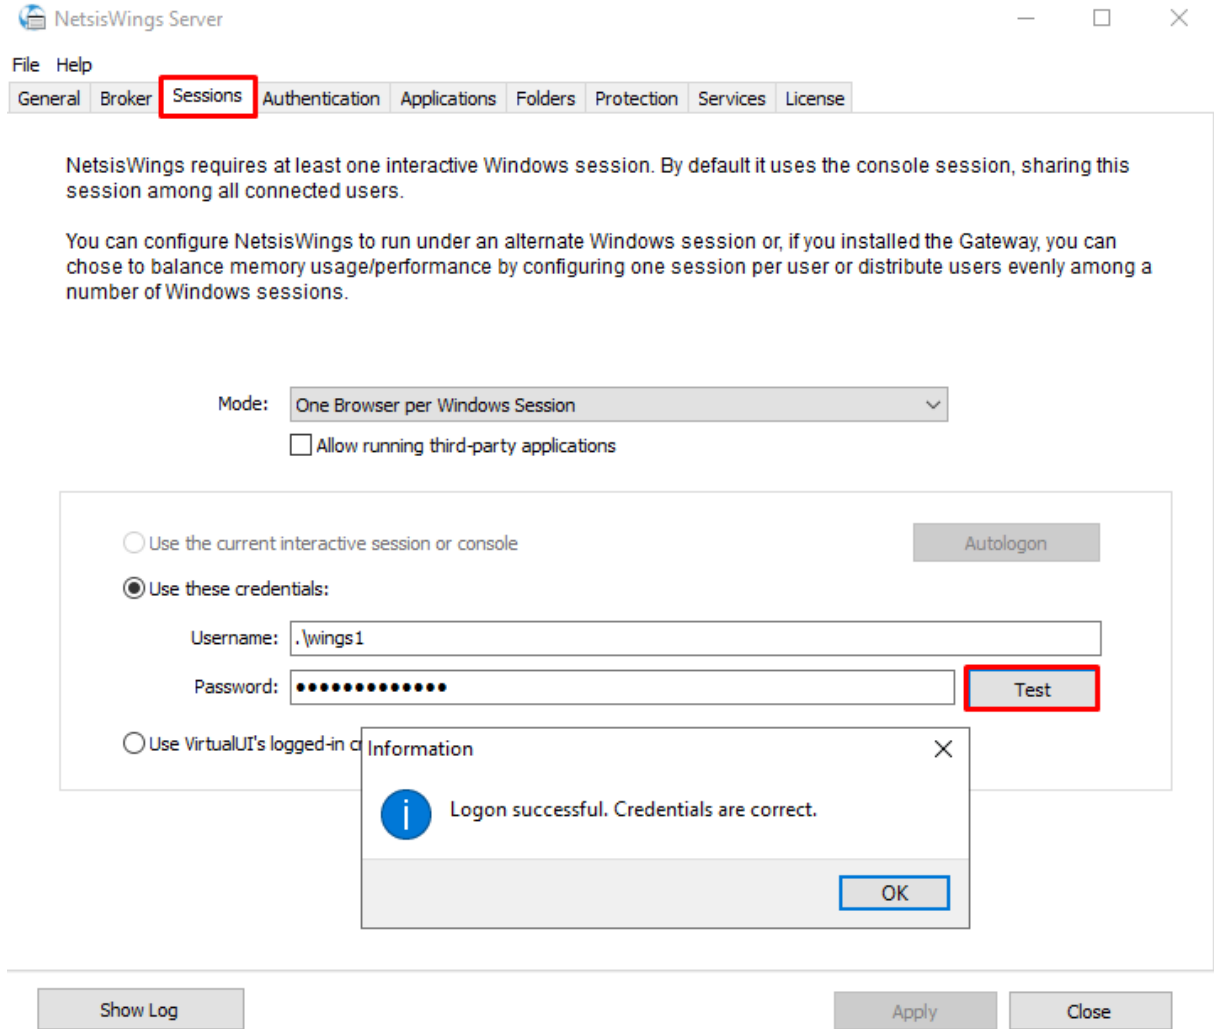 NetsisWings Server
File Help
General Broker Sessions Authentication Applications Folders Protection Services License
NetsisWings requires at least one interactive Windows session. By default it uses the console session, sharing this
session among all connected users.
You can configure NetsisWings to run under an alternate Windows session or, if you installed the Gateway, you can
chose to balance memory usage/performance by configuring one session per user or distribute users evenly among a
number of Windows sessions.
Mode: One Browser per Windows Session
Allow running third-party applications
Use the current interactive session or console Autologon
Use these credentials:
Username: .\wings1
Password: ●●●●●●●●●●●●● Test
Use VirtualUI's logged-in
Information
Logon successful. Credentials are correct.
OK
Show Log Apply Close